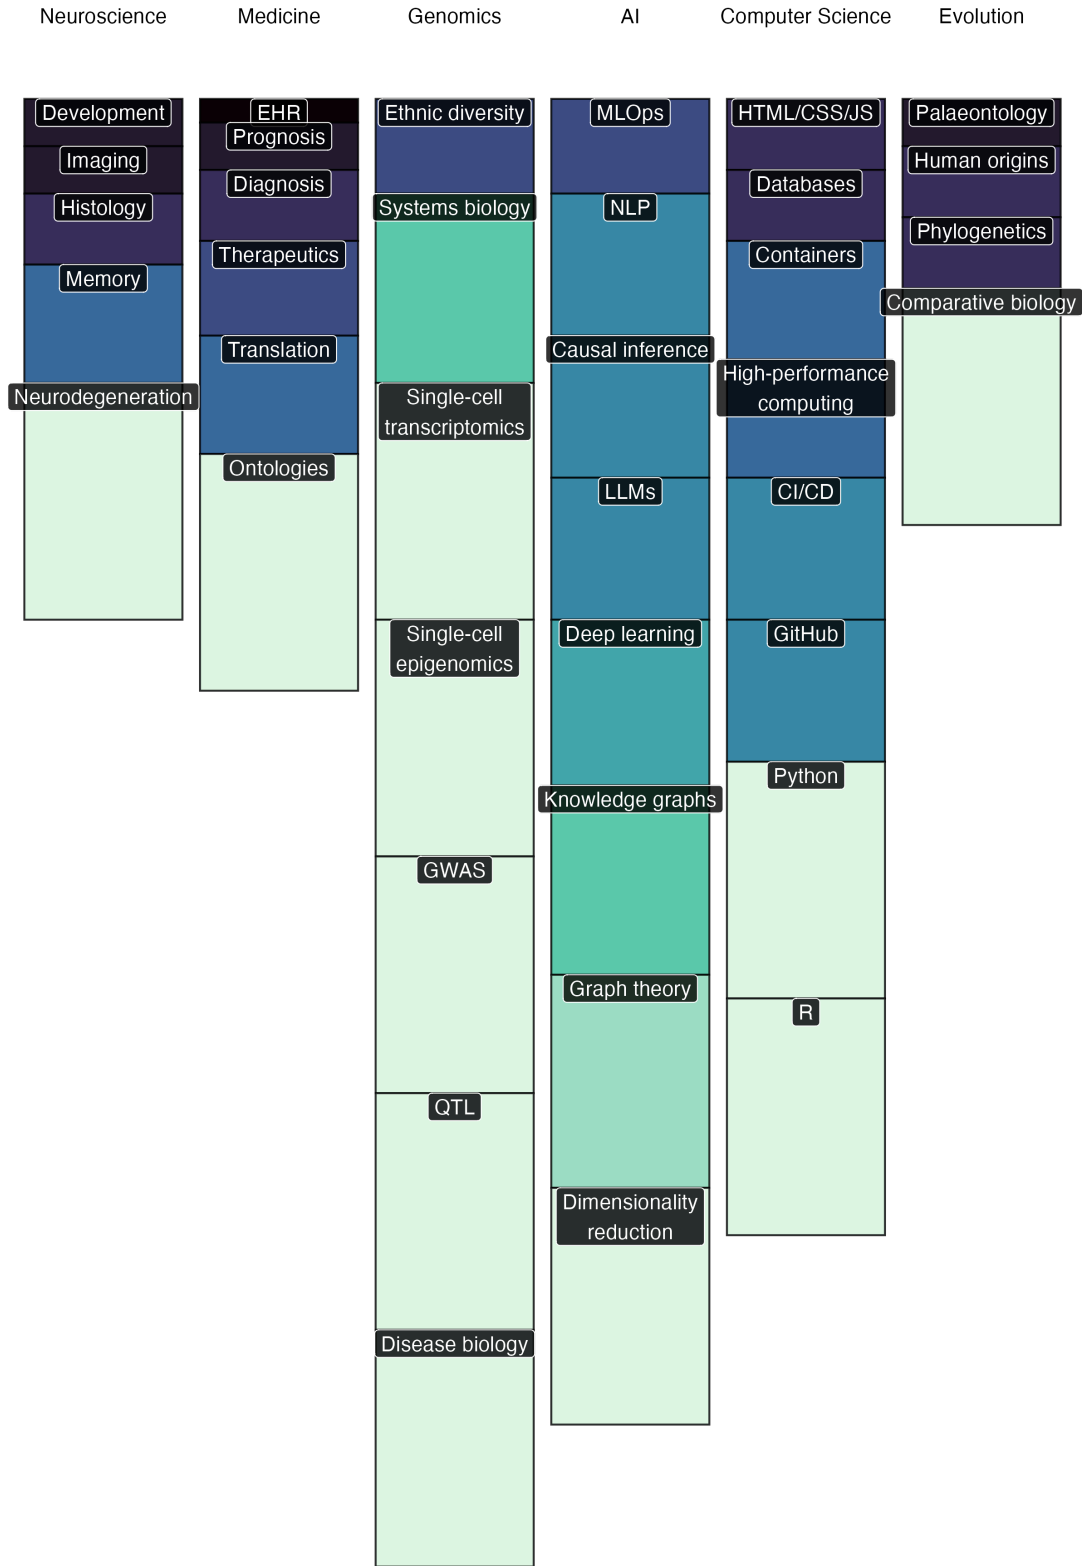 Neuroscience
Medicine
Genomics
AI
Computer Science
Evolution
Development
Imaging
Histology
Memory
Neurodegeneration
EHR
Prognosis
Diagnosis
Therapeutics
Translation
Ontologies
Ethnic diversity
Systems biology
Single-cell
transcriptomics
Single-cell
epigenomics
GWAS
QTL
Disease biology
MLOps
NLP
Causal inference
LLMs
Deep learning
Knowledge graphs
Graph theory
Dimensionality
reduction
HTML/CSS/JS
Databases
Containers
High-performance
computing
CI/CD
GitHub
Python
R
Palaeontology
Human origins
Phylogenetics
Comparative biology